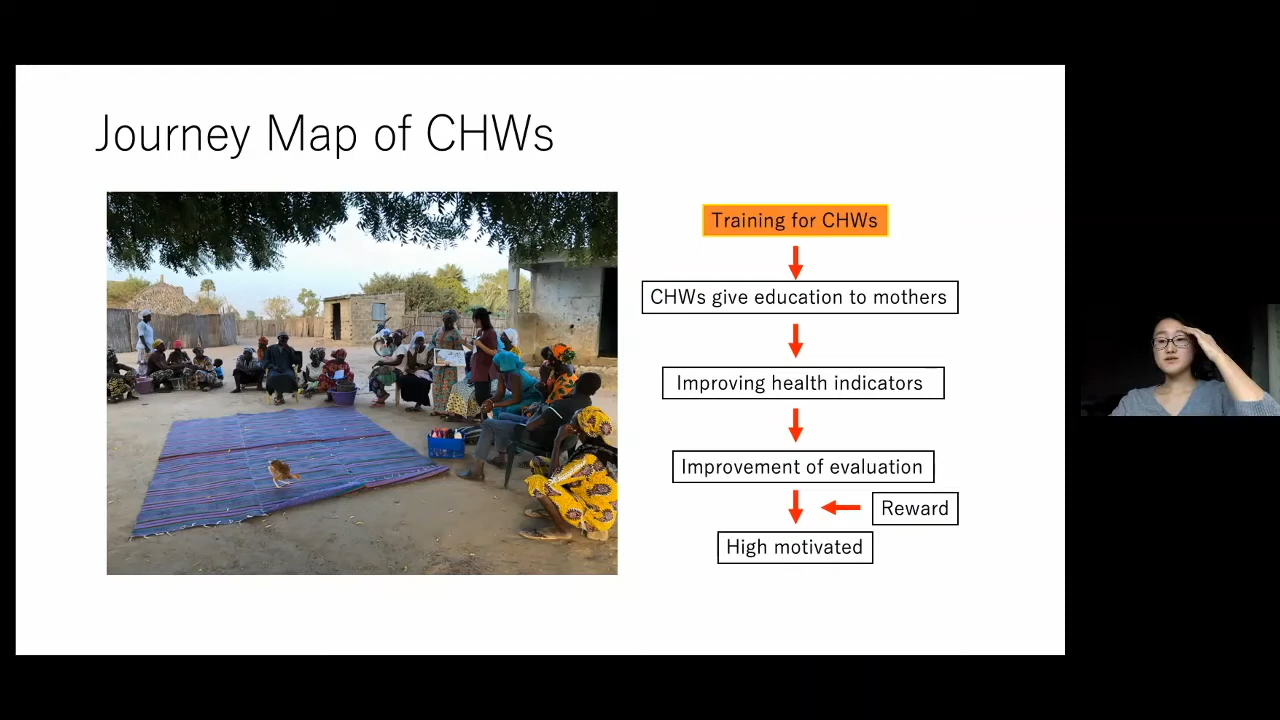 Journey Map of CHWs
Training for CHWs
CHWs give education to mothers
Improving health indicators
Improvement of evaluation
Reward
High motivated